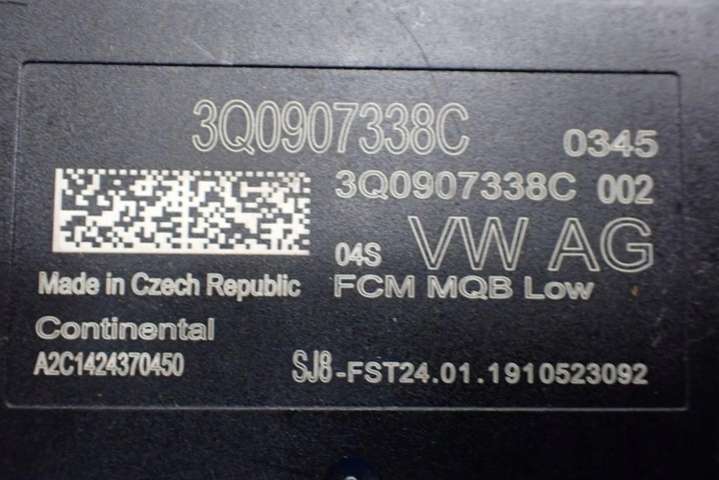 3Q0907338C 0345
3Q0907338C 002
04S VW AG
Made in Czech Republic FCM MQB Low
Continental
A2C1424370450 SJ8-FST24.01.1910523092